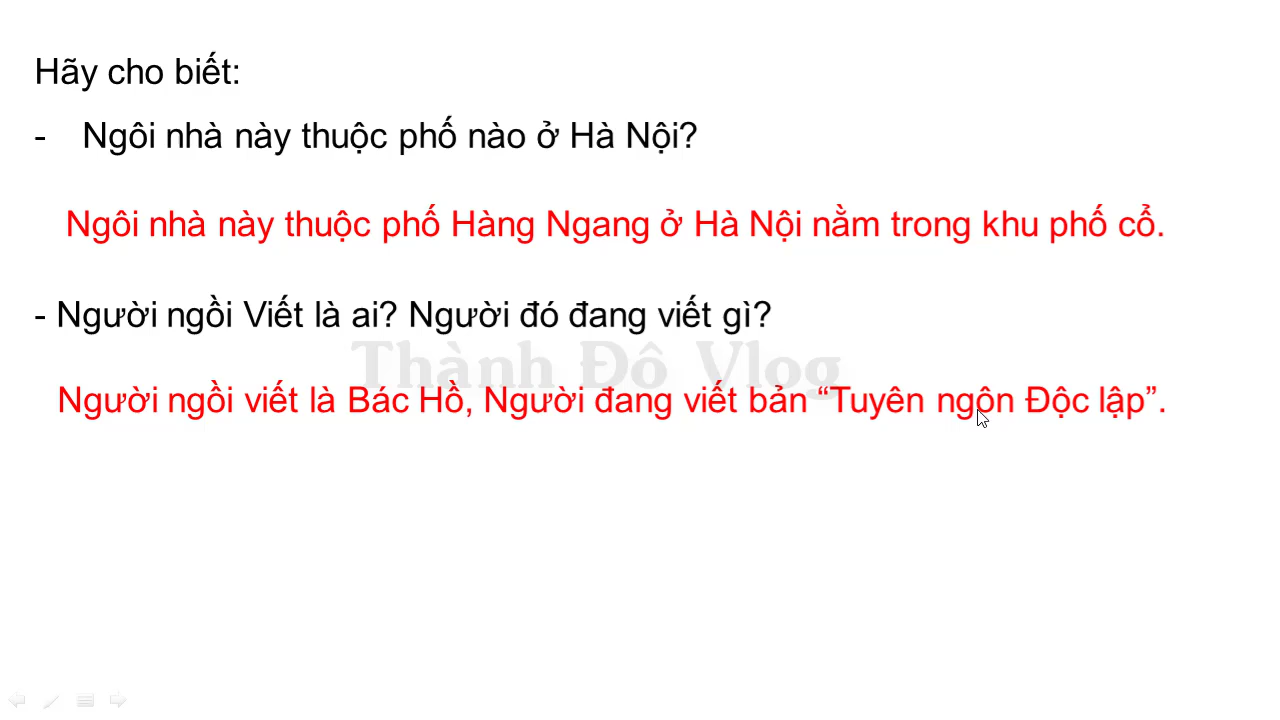 Hãy cho biết:
- Ngôi nhà này thuộc phố nào ở Hà Nội?
Ngôi nhà này thuộc phố Hàng Ngang ở Hà Nội nằm trong khu phố cổ.
- Người ngồi Viết là ai? Người đó đang viết gì?
Thành Đô Vlog
Người ngồi viết là Bác Hồ, Người đang viết bản “Tuyên ngôn Độc lập”.